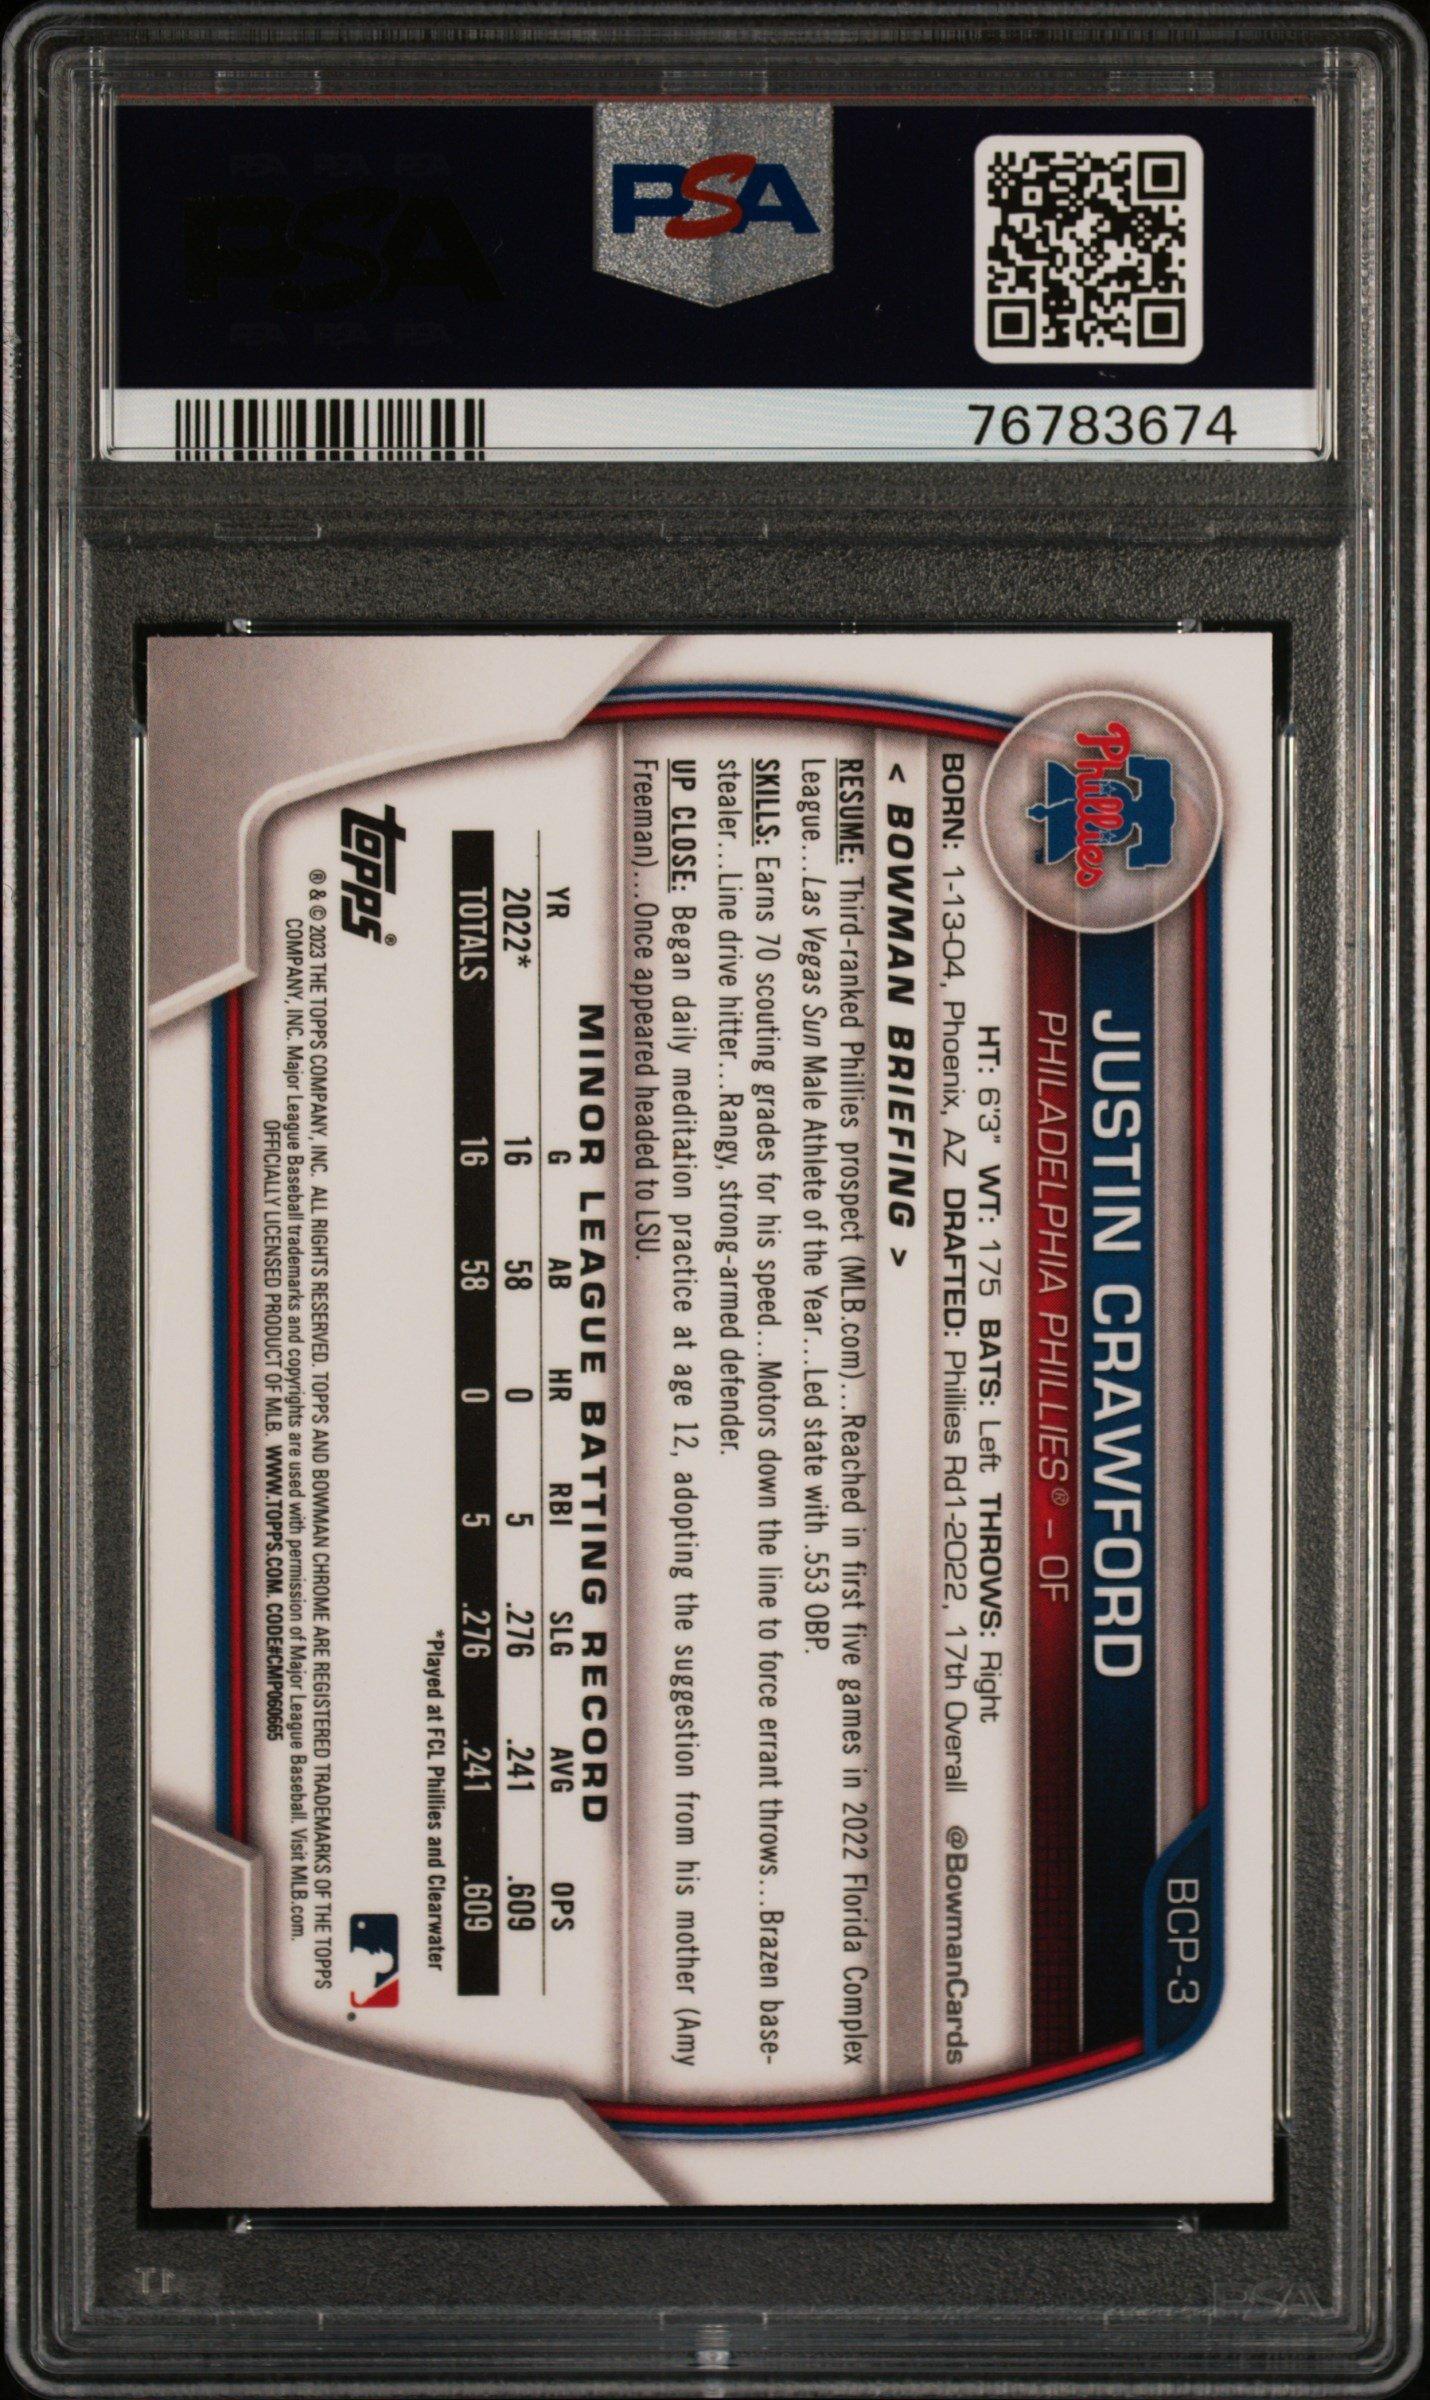 PSA PSA PSA
PSA
PSA PSA PSA
PSA
76783674
BCP-3
Phillies
JUSTIN CRAWFORD
PHILADELPHIA PHILLIES® - OF
HT: 6'3" WT: 175 BATS: Left THROWS: Right
BORN: 1-13-04, Phoenix, AZ DRAFTED: Phillies Rd1-2022, 17th Overall @BowmanCards
< BOWMAN BRIEFING >
RESUME: Third-ranked Phillies prospect (MLB.com)...Reached in first five games in 2022 Florida Complex
League...Las Vegas Sun Male Athlete of the Year...Led state with .553 OBP.
SKILLS: Earns 70 scouting grades for his speed...Motors down the line to force errant throws...Brazen base-
stealer...Line drive hitter...Rangy, strong-armed defender.
UP CLOSE: Began daily meditation practice at age 12, adopting the suggestion from his mother (Amy
Freeman)...Once appeared headed to LSU.
MINOR LEAGUE BATTING RECORD
YR G AB HR RBI SLG AVG OPS
2022* 16 58 0 5 .276 .241 .609
TOTALS 16 58 0 5 .276 .241 .609
*Played at FCL Phillies and Clearwater
topps®
® & © 2023 THE TOPPS COMPANY, INC. ALL RIGHTS RESERVED. TOPPS AND BOWMAN CHROME ARE REGISTERED TRADEMARKS OF THE TOPPS
COMPANY, INC. Major League Baseball trademarks and copyrights are used with permission of Major League Baseball. Visit MLB.com.
OFFICIALLY LICENSED PRODUCT OF MLB. WWW.TOPPS.COM. CODE#CMP060665
PSA